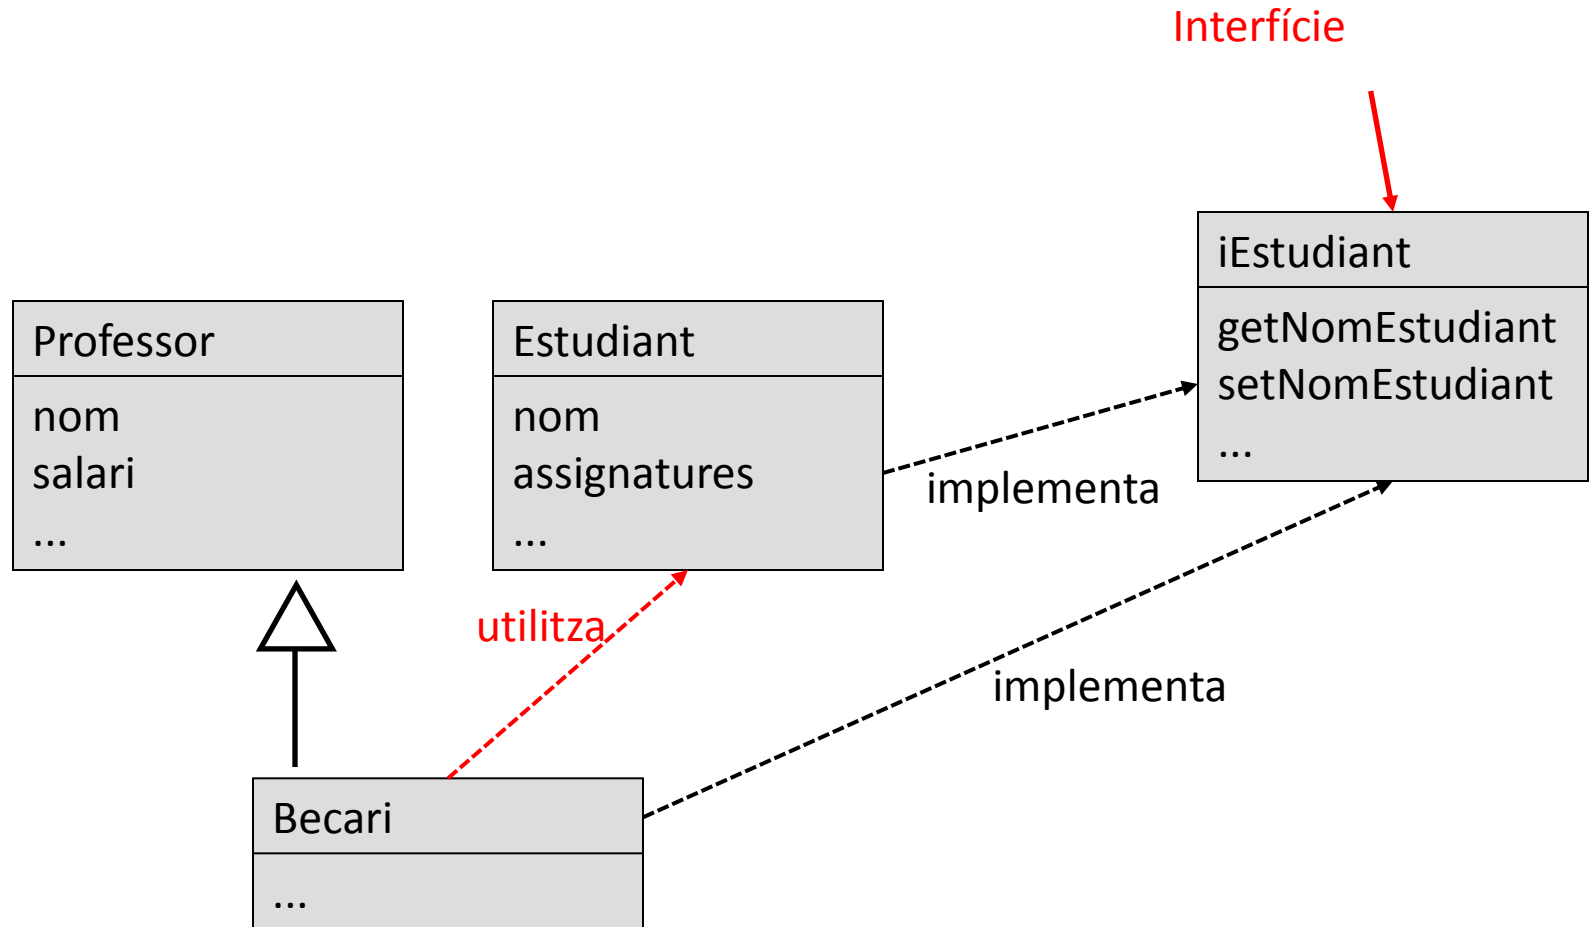 Interfície
iEstudiant
getNomEstudiant
setNomEstudiant
...
Professor
nom
salari
...
Estudiant
nom
assignatures
...
implementa
utilitza
implementa
Becari
...